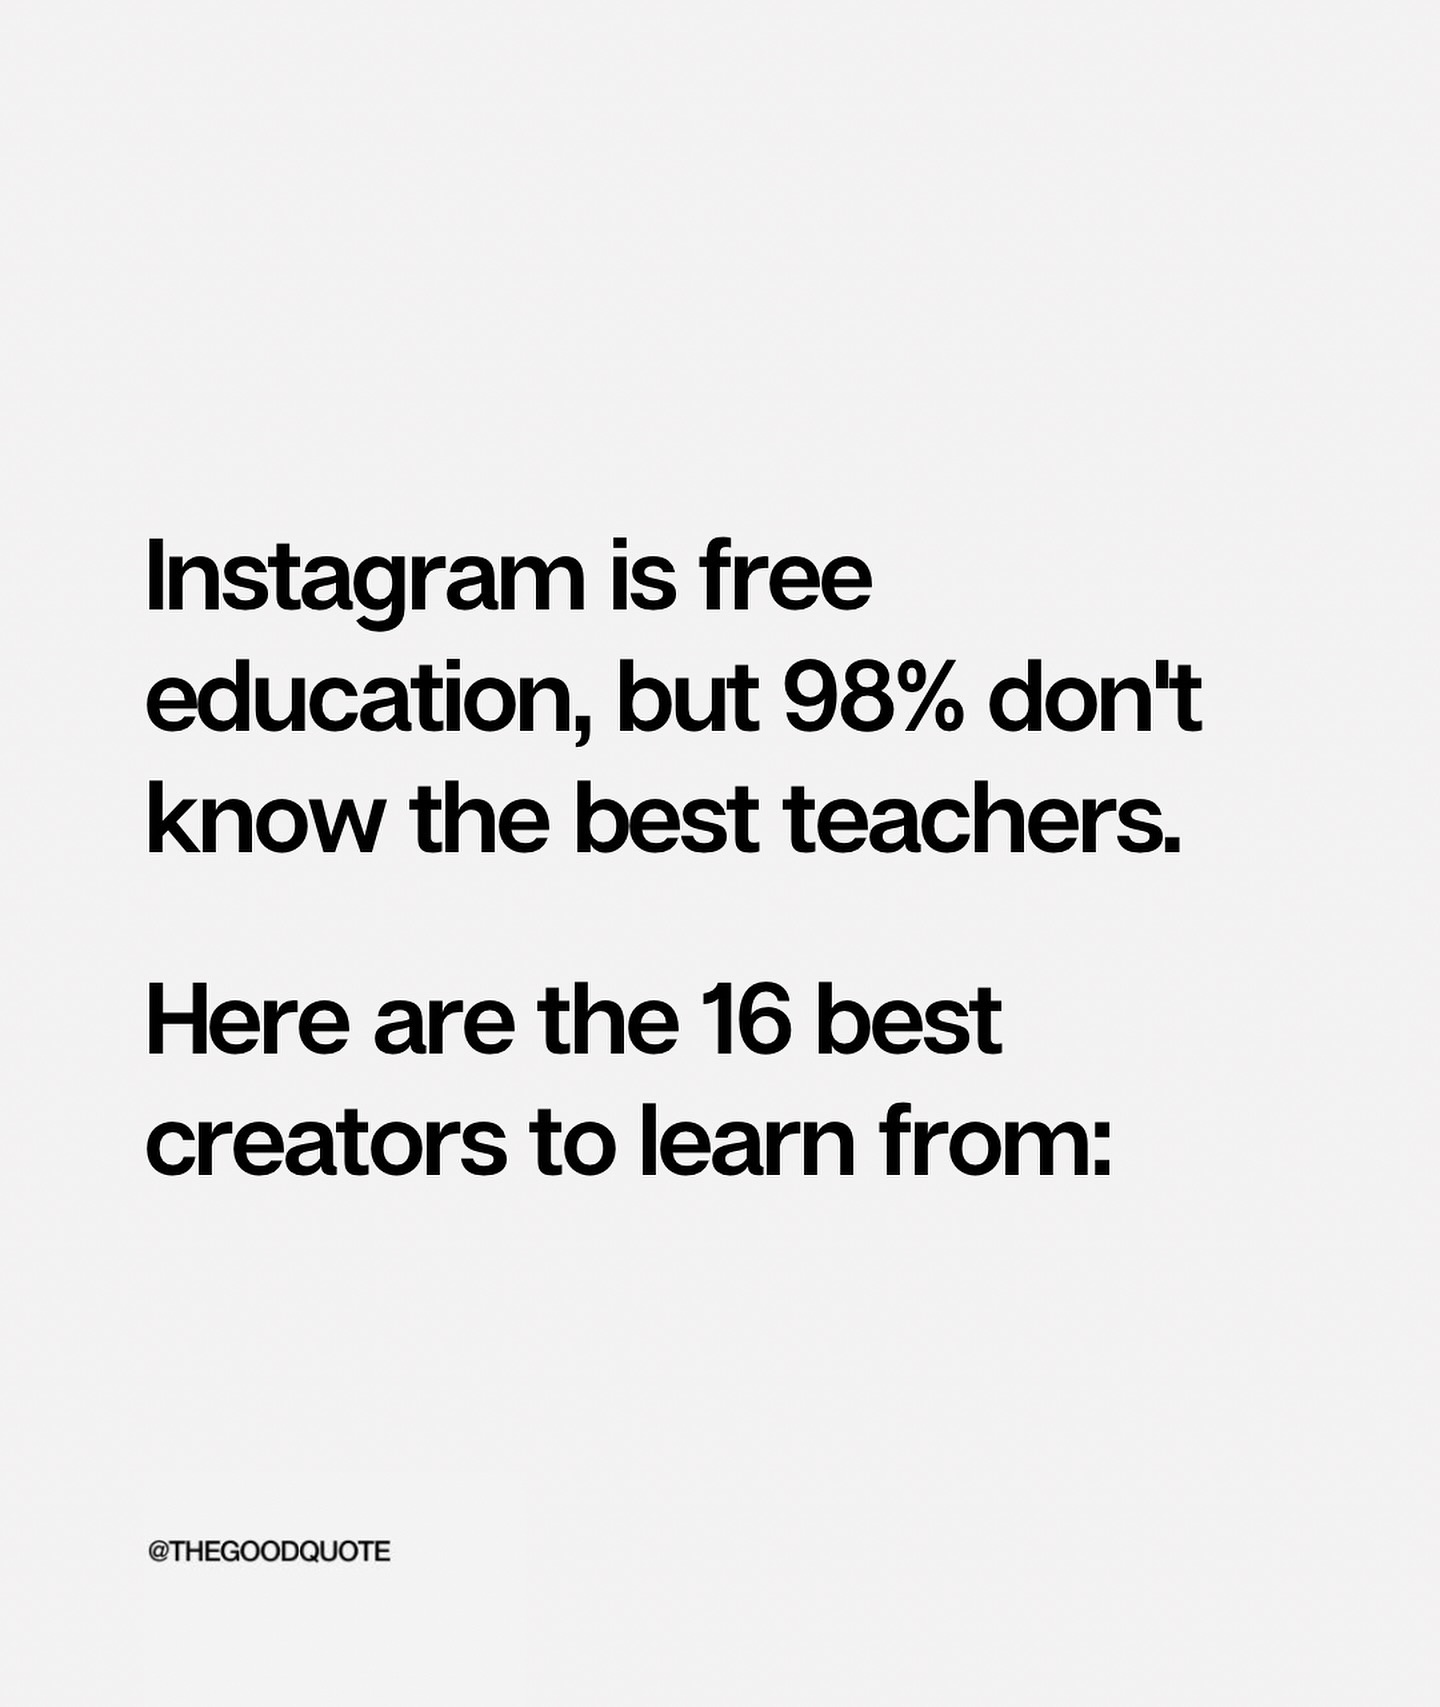 Instagram is free
education, but 98% don't
know the best teachers.
Here are the 16 best
creators to learn from:
@THEGOODQUOTE